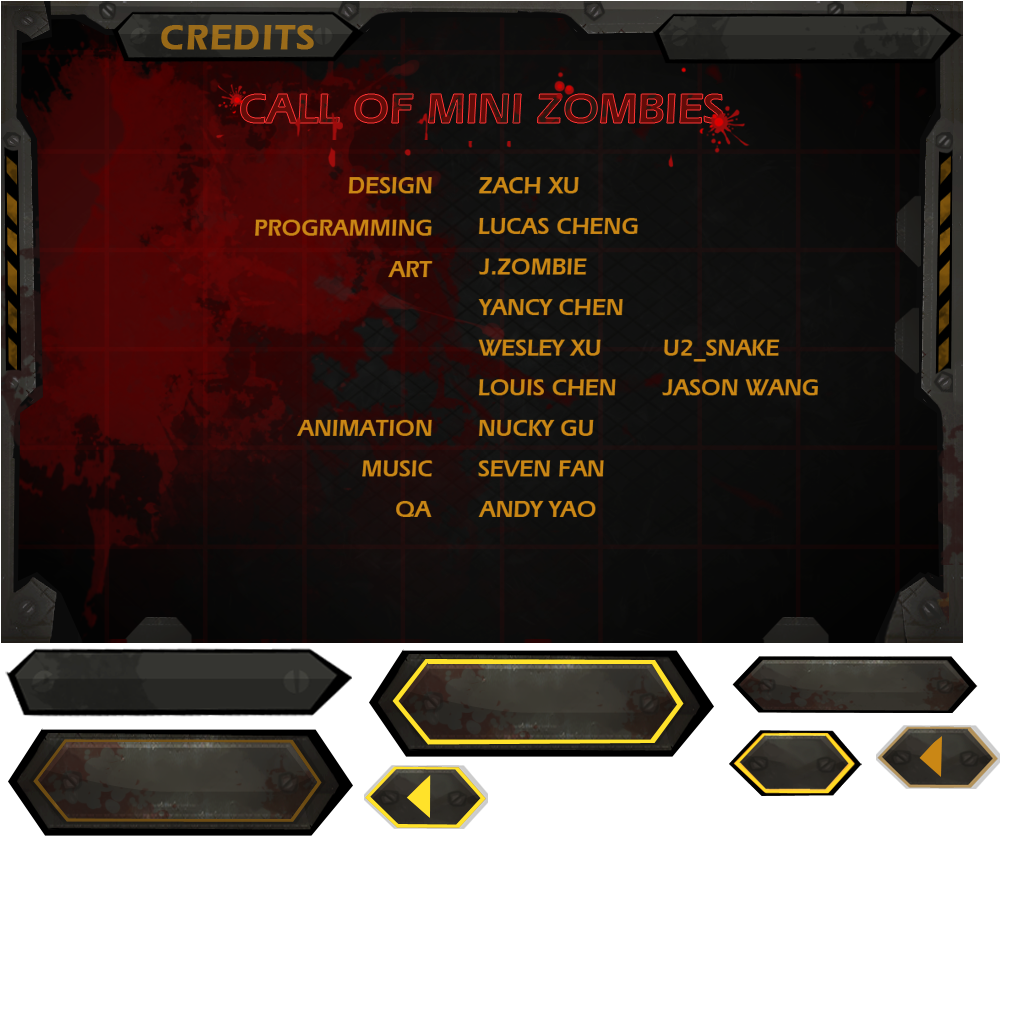 CREDITS
CALL OF MINI ZOMBIES
DESIGN ZACH XU
PROGRAMMING LUCAS CHENG
ART J.ZOMBIE
YANCY CHEN
WESLEY XU U2_SNAKE
LOUIS CHEN JASON WANG
ANIMATION NUCKY GU
MUSIC SEVEN FAN
QA ANDY YAO